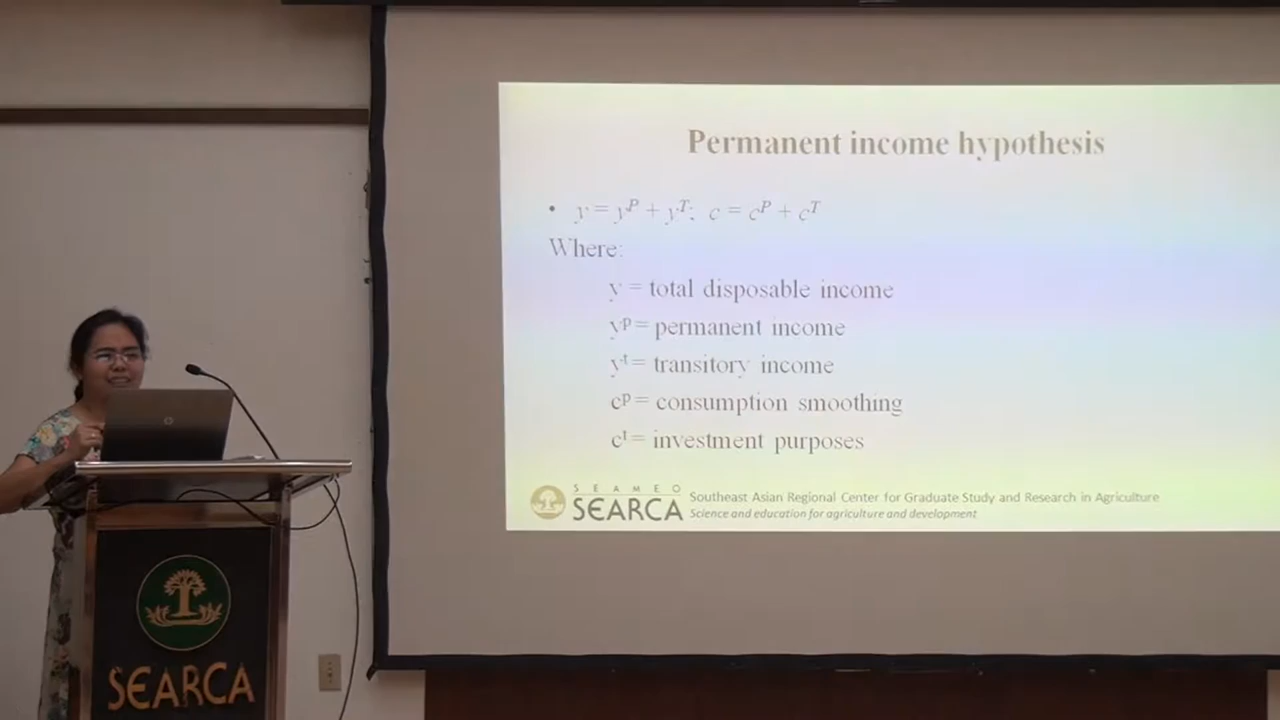 Permanent income hypothesis
• y = yᴾ + yᵀ; c = cᴾ + cᵀ
Where:
y = total disposable income
yᵖ = permanent income
yᵗ = transitory income
cᵖ = consumption smoothing
cᵗ = investment purposes
SEAMEO
SEARCA
Southeast Asian Regional Center for Graduate Study and Research in Agriculture
Science and education for agriculture and development
SEARCA